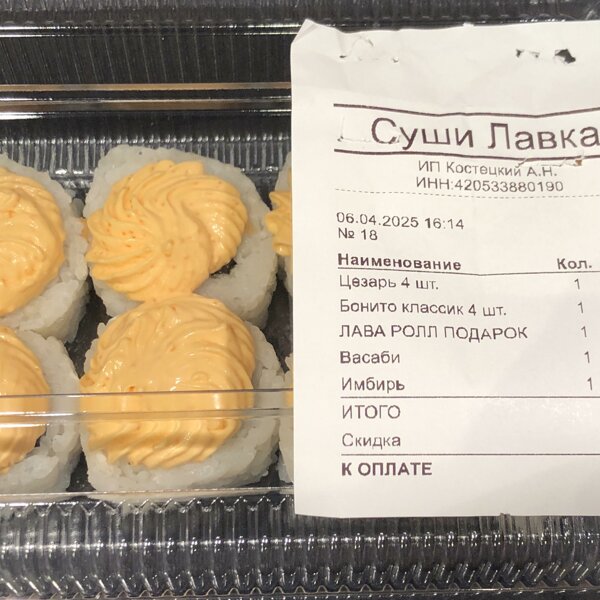 Суши Лавка
ИП Костецкий А.Н.
ИНН:420533880190
06.04.2025 16:14
№ 18
Наименование Кол.
Цезарь 4 шт. 1
Бонито классик 4 шт. 1
ЛАВА РОЛЛ ПОДАРОК 1
Васаби 1
Имбирь 1
ИТОГО
Скидка
К ОПЛАТЕ